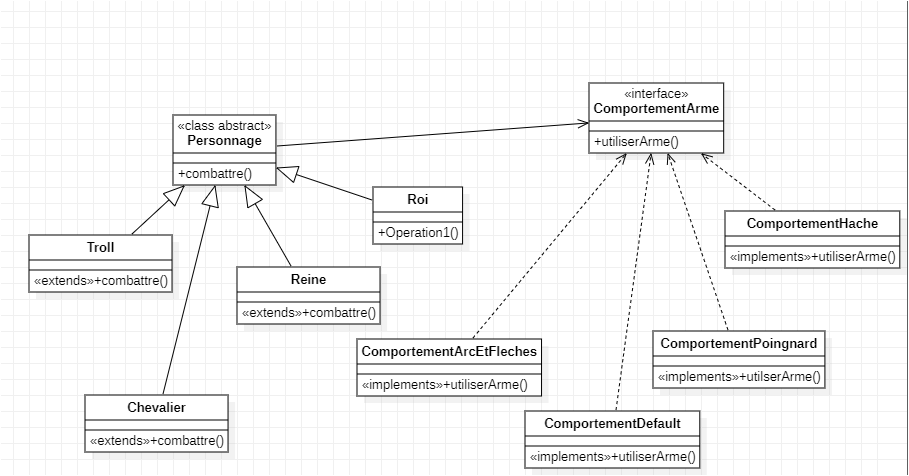 «interface»
ComportementArme
+utiliserArme()
«class abstract»
Personnage
+combattre()
Roi
+Operation1()
Troll
«extends»+combattre()
Reine
«extends»+combattre()
ComportementHache
«implements»+utiliserArme()
ComportementArcEtFleches
«implements»+utiliserArme()
ComportementPoingnard
«implements»+utilserArme()
Chevalier
«extends»+combattre()
ComportementDefault
«implements»+utiliserArme()